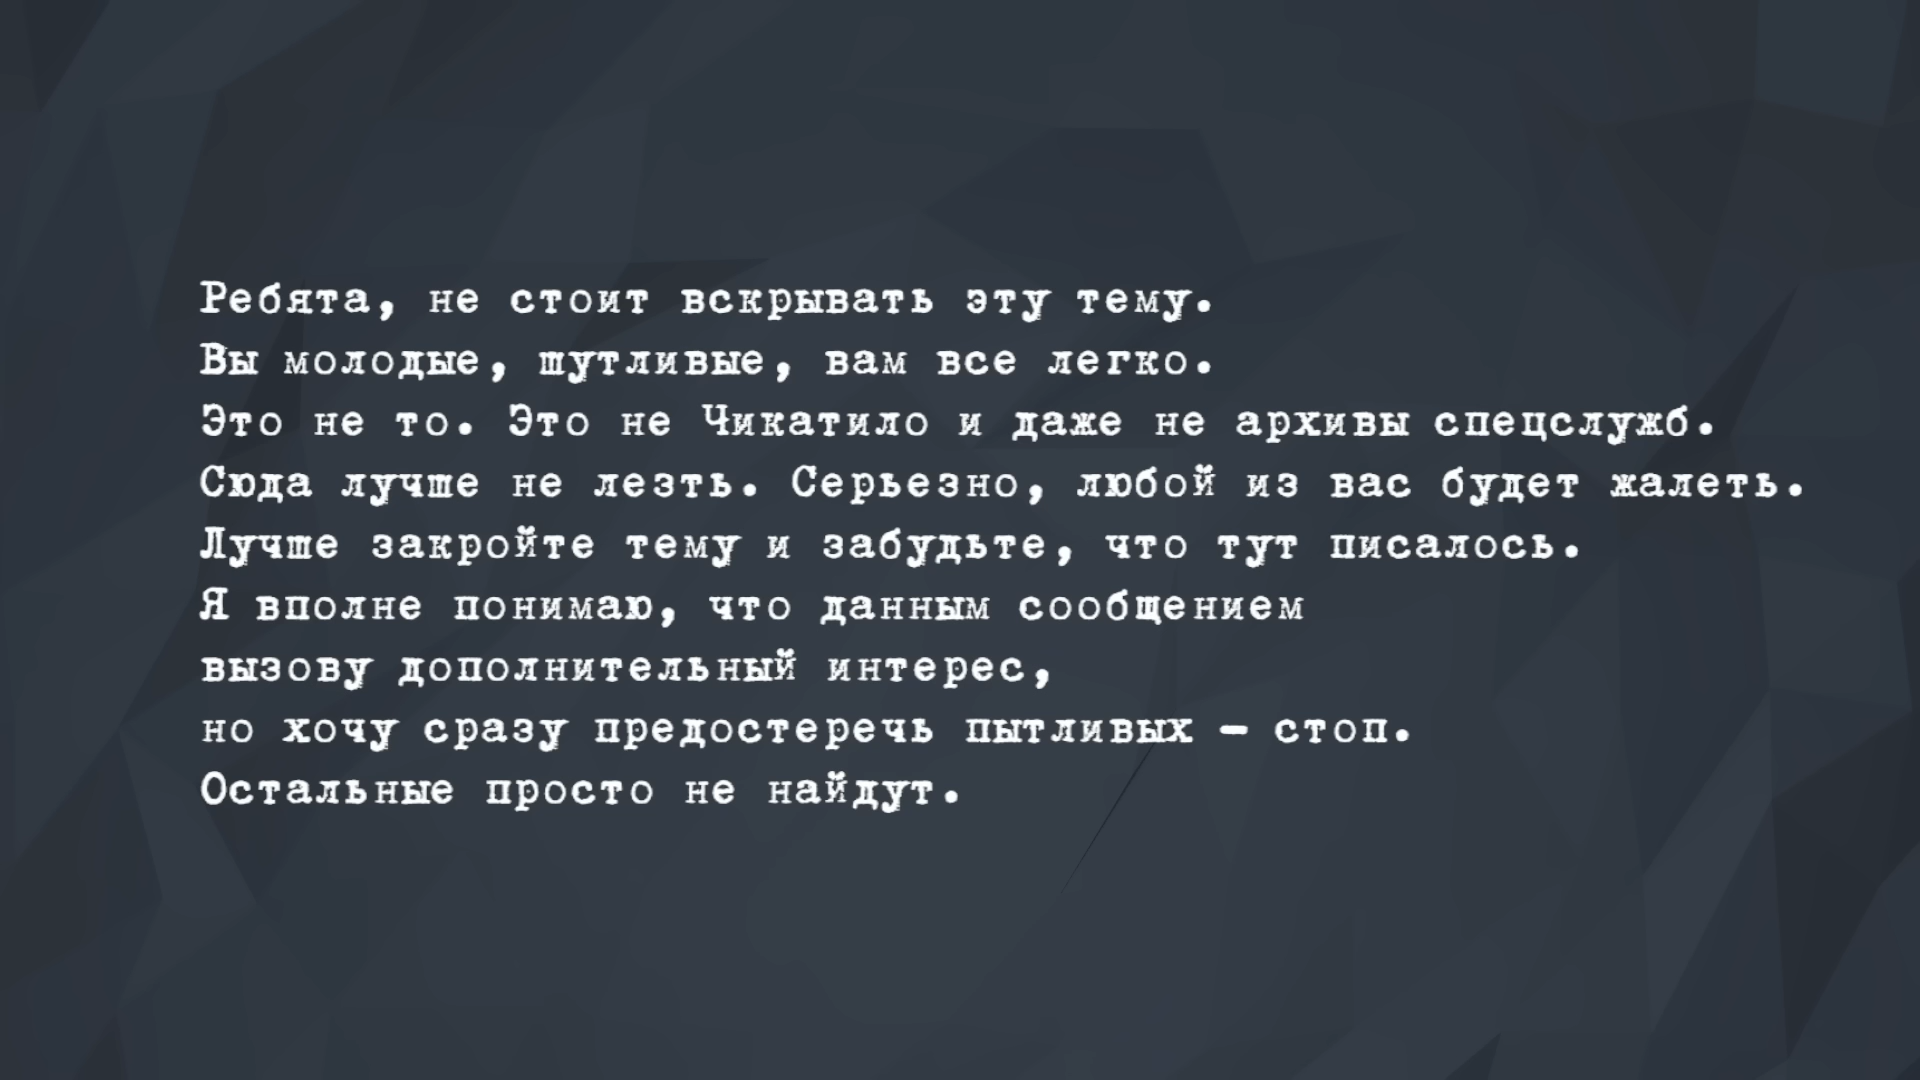 Ребята, не стоит вскрывать эту тему.
Вы молодые, шутливые, вам все легко.
Это не то. Это не Чикатило и даже не архивы спецслужб.
Сюда лучше не лезть. Серьезно, любой из вас будет жалеть.
Лучше закройте тему и забудьте, что тут писалось.
Я вполне понимаю, что данным сообщением
вызову дополнительный интерес,
но хочу сразу предостеречь пытливых – стоп.
Остальные просто не найдут.